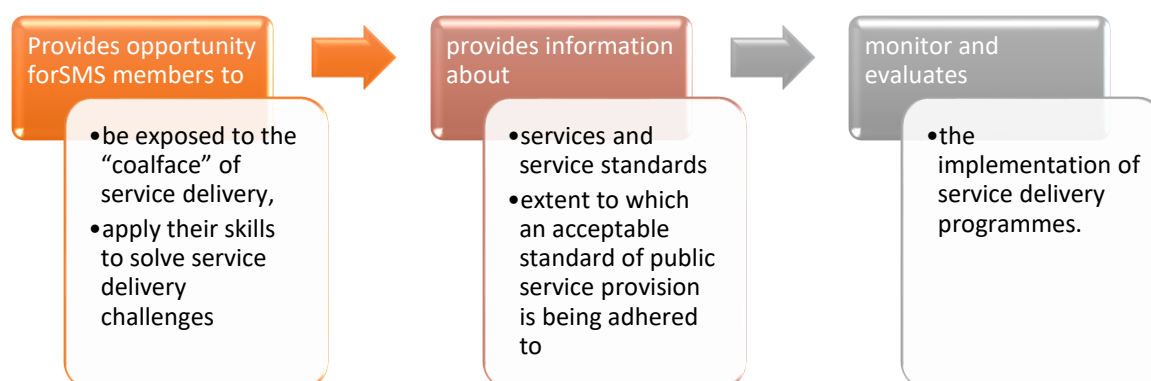 Provides opportunity
forSMS members to
•be exposed to the
“coalface” of
service delivery,
•apply their skills
to solve service
delivery
challenges
provides information
about
•services and
service standards
•extent to which
an acceptable
standard of public
service provision
is being adhered
to
monitor and
evaluates
•the
implementation of
service delivery
programmes.